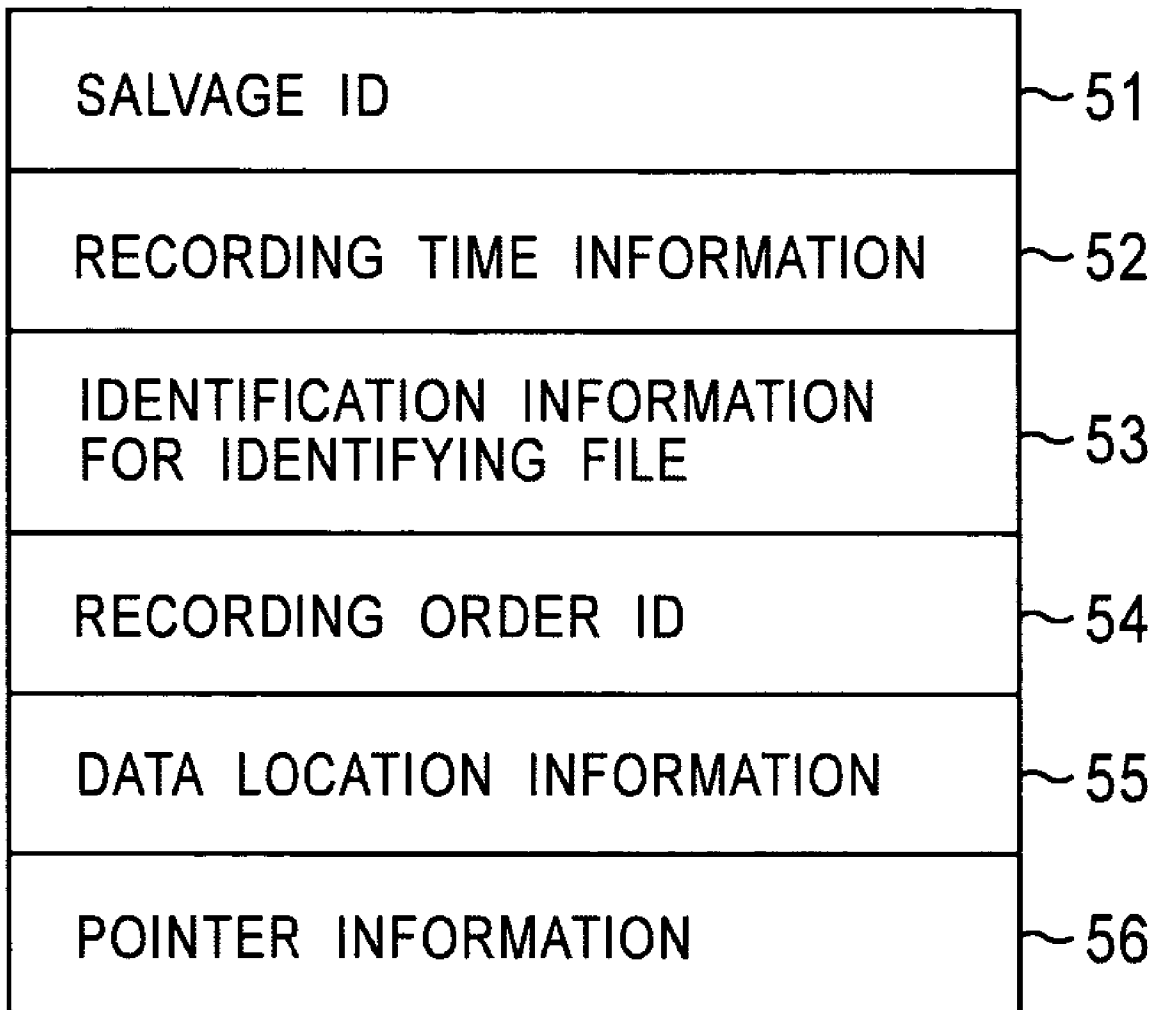 SALVAGE ID ~51
RECORDING TIME INFORMATION ~52
IDENTIFICATION INFORMATION
FOR IDENTIFYING FILE ~53
RECORDING ORDER ID ~54
DATA LOCATION INFORMATION ~55
POINTER INFORMATION ~56